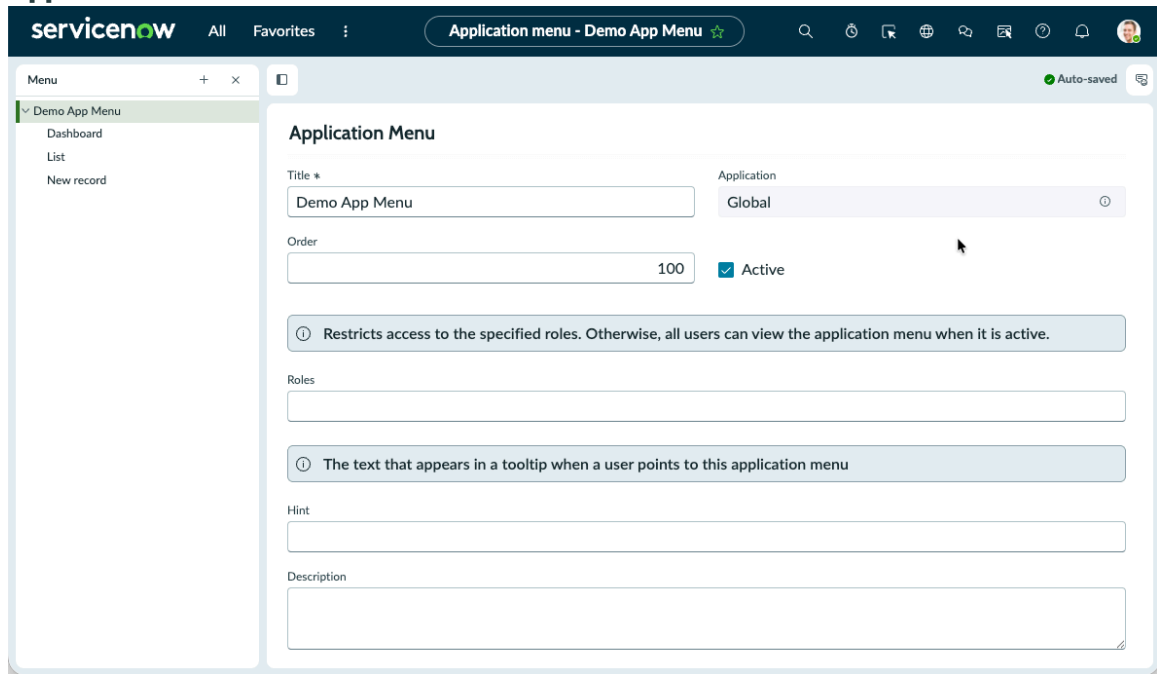 servicenow All Favorites Application menu - Demo App Menu
Menu
Auto-saved
Demo App Menu
Dashboard
List
New record
Application Menu
Title *
Application
Demo App Menu
Global
Order
100
Active
Restricts access to the specified roles. Otherwise, all users can view the application menu when it is active.
Roles
The text that appears in a tooltip when a user points to this application menu
Hint
Description